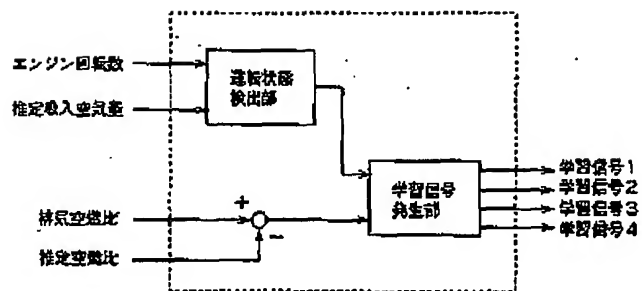 エンジン回転数
推定吸入空気量
運転状態
検出部
排気空燃比
推定空燃比
+
−
学習信号
発生部
学習信号1
学習信号2
学習信号3
学習信号4